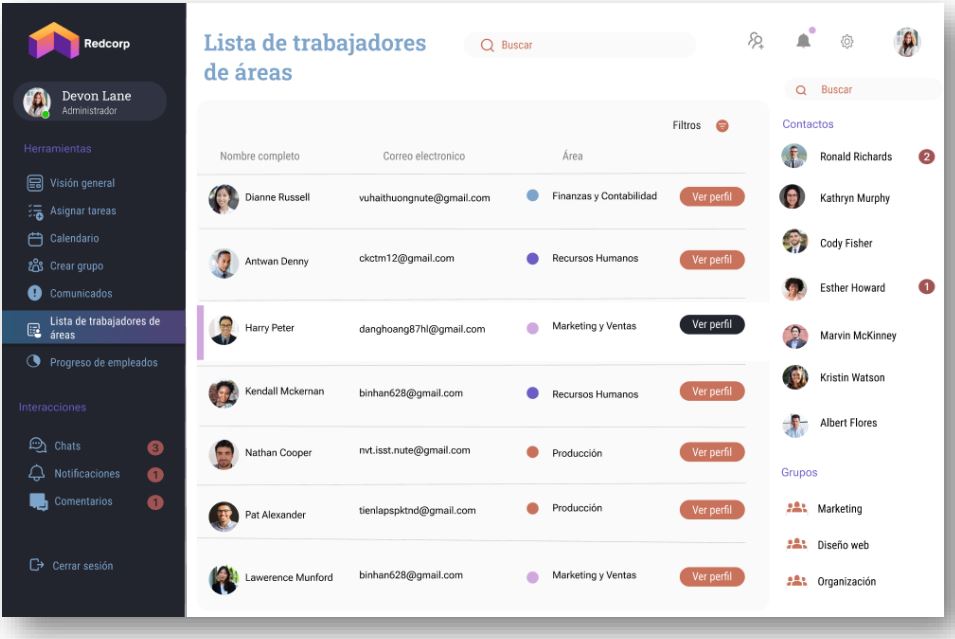 Redcorp
Devon Lane
Administrador
Herramientas
Visión general
Asignar tareas
Calendario
Crear grupo
Comunicados
Lista de trabajadores de
áreas
Progreso de empleados
Interacciones
Chats 3
Notificaciones 1
Comentarios 1
Cerrar sesión
Lista de trabajadores
de áreas
Buscar
Filtros
Nombre completo Correo electronico Área
Dianne Russell vuhaithuongnute@gmail.com Finanzas y Contabilidad Ver perfil
Antwan Denny ckctm12@gmail.com Recursos Humanos Ver perfil
Harry Peter danghoang87hl@gmail.com Marketing y Ventas Ver perfil
Kendall Mckernan binhan628@gmail.com Recursos Humanos Ver perfil
Nathan Cooper nvt.isst.nute@gmail.com Producción Ver perfil
Pat Alexander tienlapspktnd@gmail.com Producción Ver perfil
Lawerence Munford binhan628@gmail.com Marketing y Ventas Ver perfil
Buscar
Contactos
Ronald Richards 2
Kathryn Murphy
Cody Fisher
Esther Howard 1
Marvin McKinney
Kristin Watson
Albert Flores
Grupos
Marketing
Diseño web
Organización